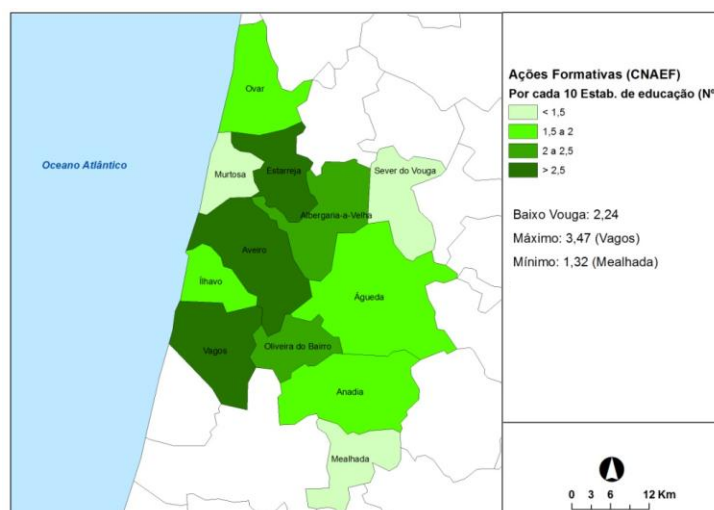 Ovar
Oceano Atlântico
Murtosa
Estarreja
Sever do Vouga
Albergaria-a-Velha
Aveiro
Ílhavo
Águeda
Vagos
Oliveira do Bairro
Anadia
Mealhada
Ações Formativas (CNAEF)
Por cada 10 Estab. de educação (Nº
< 1,5
1,5 a 2
2 a 2,5
> 2,5
Baixo Vouga: 2,24
Máximo: 3,47 (Vagos)
Mínimo: 1,32 (Mealhada)
0 3 6 12 Km